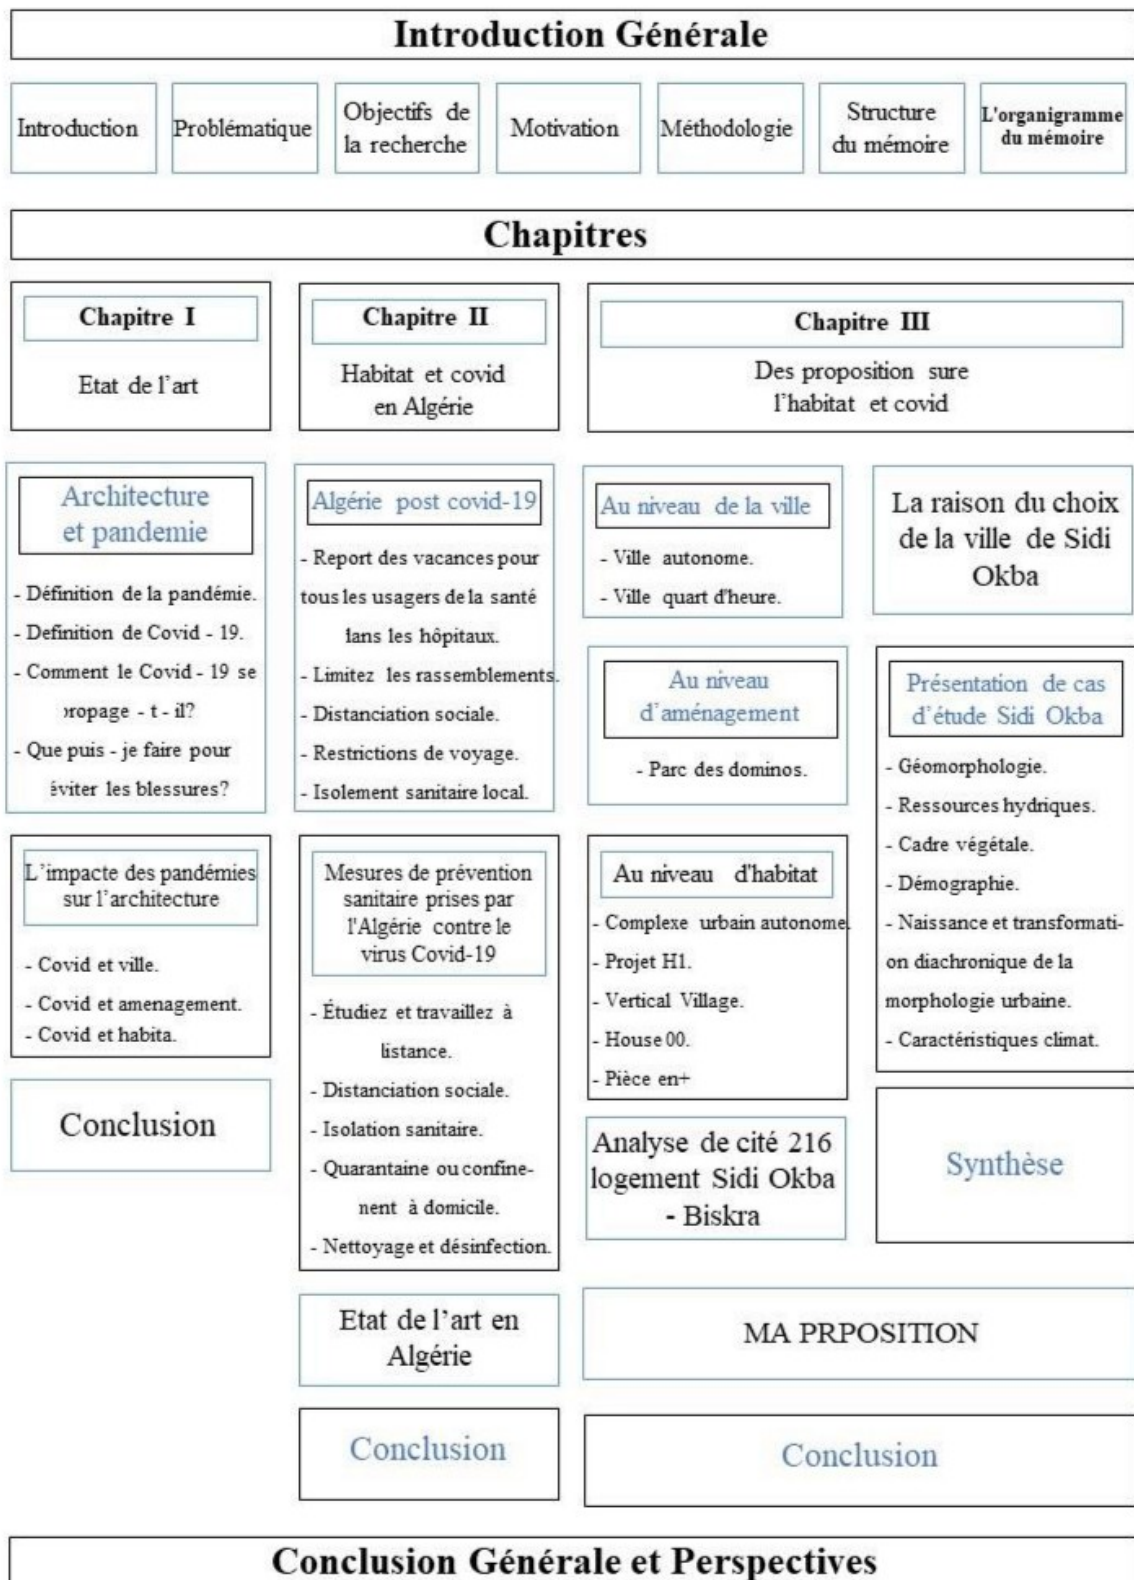 Introduction Générale
Introduction
Problématique
Objectifs de
la recherche
Motivation
Méthodologie
Structure
du mémoire
L'organigramme
du mémoire
Chapitres
Chapitre I
Etat de l'art
Chapitre II
Habitat et covid
en Algérie
Chapitre III
Des proposition sure
l'habitat et covid
Architecture
et pandemie
- Définition de la pandémie.
- Definition de Covid - 19.
- Comment le Covid - 19 se
ropage - t - il?
- Que puis - je faire pour
éviter les blessures?
L'impacte des pandémies
sur l'architecture
- Covid et ville.
- Covid et amenagement.
- Covid et habita.
Conclusion
Algérie post covid-19
- Report des vacances pour
tous les usagers de la santé
lans les hôpitaux.
- Limitez les rassemblements.
- Distanciation sociale.
- Restrictions de voyage.
- Isolement sanitaire local.
Mesures de prévention
sanitaire prises par
l'Algérie contre le
virus Covid-19
- Étudiez et travaillez à
listance.
- Distanciation sociale.
- Isolation sanitaire.
- Quarantaine ou confine-
nent à domicile.
- Nettoyage et désinfection.
Etat de l'art en
Algérie
Conclusion
Au niveau de la ville
- Ville autonome.
- Ville quart d'heure.
Au niveau
d'aménagement
- Parc des dominos.
Au niveau d'habitat
- Complexe urbain autonome.
- Projet H1.
- Vertical Village.
- House 00.
- Pièce en+
Analyse de cité 216
logement Sidi Okba
- Biskra
La raison du choix
de la ville de Sidi
Okba
Présentation de cas
d'étude Sidi Okba
- Géomorphologie.
- Ressources hydriques.
- Cadre végétale.
- Démographie.
- Naissance et transformati-
on diachronique de la
morphologie urbaine.
- Caractéristiques climat.
Synthèse
MA PRPOSITION
Conclusion
Conclusion Générale et Perspectives